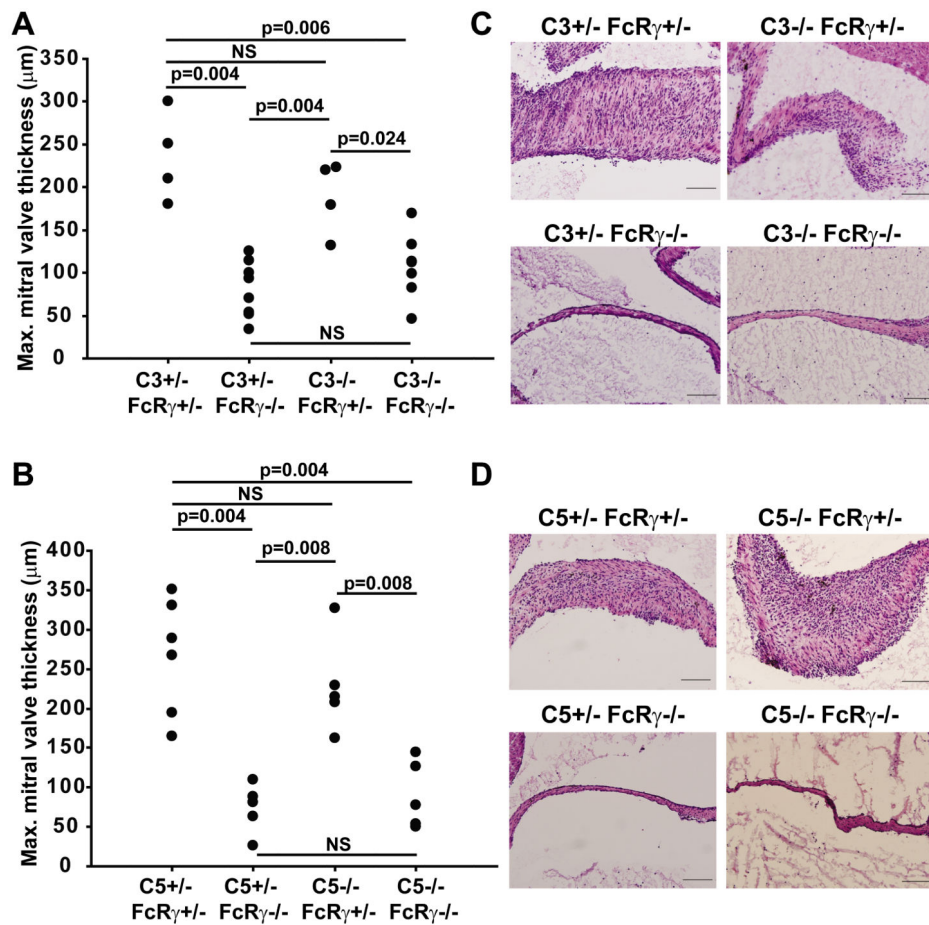 A
p=0.006
NS
p=0.004
p=0.004
p=0.024
NS
Max. mitral valve thickness (μm)
350
300
250
200
150
100
50
0
C3+/- C3+/- C3-/- C3-/-
FcRγ+/- FcRγ-/- FcRγ+/- FcRγ-/-
C
C3+/- FcRγ+/- C3-/- FcRγ+/-
C3+/- FcRγ-/- C3-/- FcRγ-/-
B
p=0.004
NS
p=0.004
p=0.008
p=0.008
NS
Max. mitral valve thickness (μm)
400
350
300
250
200
150
100
50
0
C5+/- C5+/- C5-/- C5-/-
FcRγ+/- FcRγ-/- FcRγ+/- FcRγ-/-
D
C5+/- FcRγ+/- C5-/- FcRγ+/-
C5+/- FcRγ-/- C5-/- FcRγ-/-